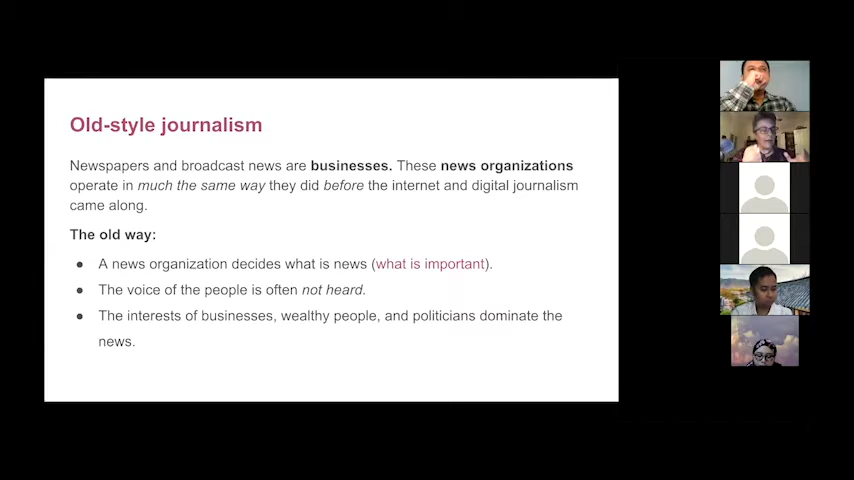 Old-style journalism
Newspapers and broadcast news are businesses. These news organizations
operate in much the same way they did before the internet and digital journalism
came along.
The old way:
● A news organization decides what is news (what is important).
● The voice of the people is often not heard.
● The interests of businesses, wealthy people, and politicians dominate the
news.